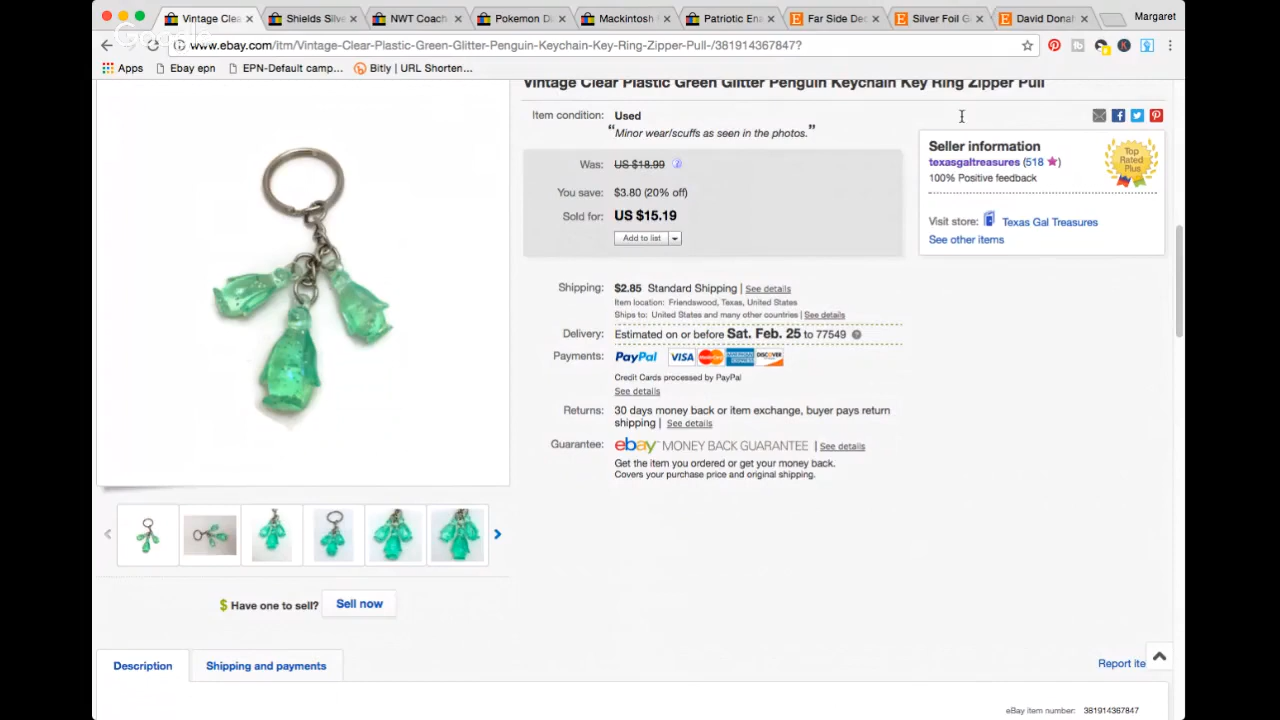 Vintage Clea
Shields Silve
NWT Coach
Pokemon D
Mackintosh
Patriotic Ena
Far Side Dec
Silver Foil G
David Donah
Margaret
www.ebay.com/itm/Vintage-Clear-Plastic-Green-Glitter-Penguin-Keychain-Key-Ring-Zipper-Pull-/381914367847?
Apps
Ebay epn
EPN-Default camp...
Bitly | URL Shorten...
Vintage Clear Plastic Green Glitter Penguin Keychain Key Ring Zipper Pull
Item condition: Used
"Minor wear/scuffs as seen in the photos."
Was: US $18.99
You save: $3.80 (20% off)
Sold for: US $15.19
Add to list
Seller information
texasgaltreasures (518 ★)
100% Positive feedback
Top
Rated
Plus
Visit store: Texas Gal Treasures
See other items
Shipping: $2.85 Standard Shipping | See details
Item location: Friendswood, Texas, United States
Ships to: United States and many other countries | See details
Delivery: Estimated on or before Sat. Feb. 25 to 77549
Payments: PayPal VISA MasterCard DISCOVER
Credit Cards processed by PayPal
See details
Returns: 30 days money back or item exchange, buyer pays return
shipping | See details
Guarantee: ebay MONEY BACK GUARANTEE | See details
Get the item you ordered or get your money back.
Covers your purchase price and original shipping.
$ Have one to sell? Sell now
Description
Shipping and payments
Report ite
eBay item number: 381914367847